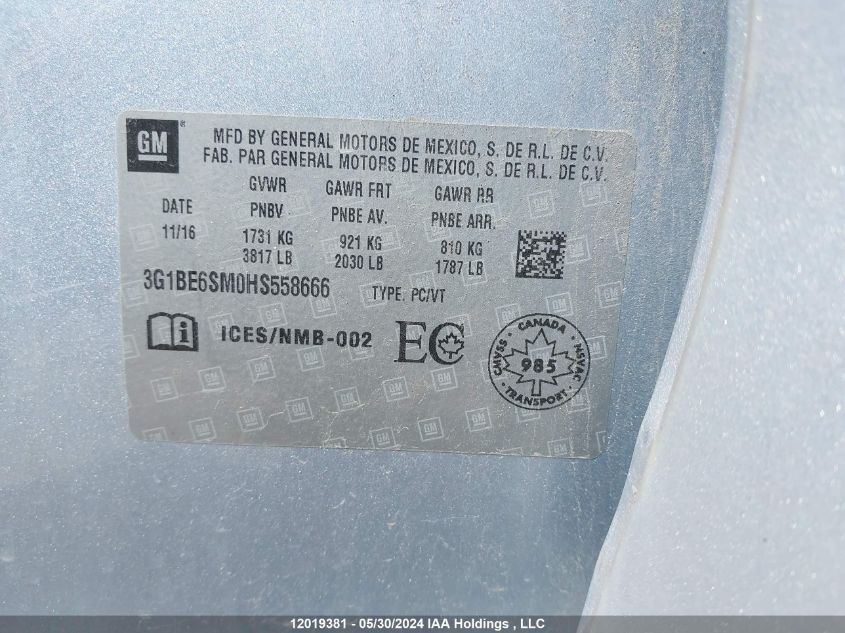 GM ®
MFD BY GENERAL MOTORS DE MEXICO, S. DE R.L. DE C.V.
FAB. PAR GENERAL MOTORS DE MEXICO, S. DE R.L. DE C.V.
GVWR GAWR FRT GAWR RR
DATE PNBV PNBE AV. PNBE ARR.
11/16 1731 KG 921 KG 810 KG
3817 LB 2030 LB 1787 LB
3G1BE6SM0HS558666 TYPE. PC/VT
i ICES/NMB-002 EC
CANADA
CMVSS 985 NSVAC
TRANSPORT
12019381 - 05/30/2024 IAA Holdings , LLC